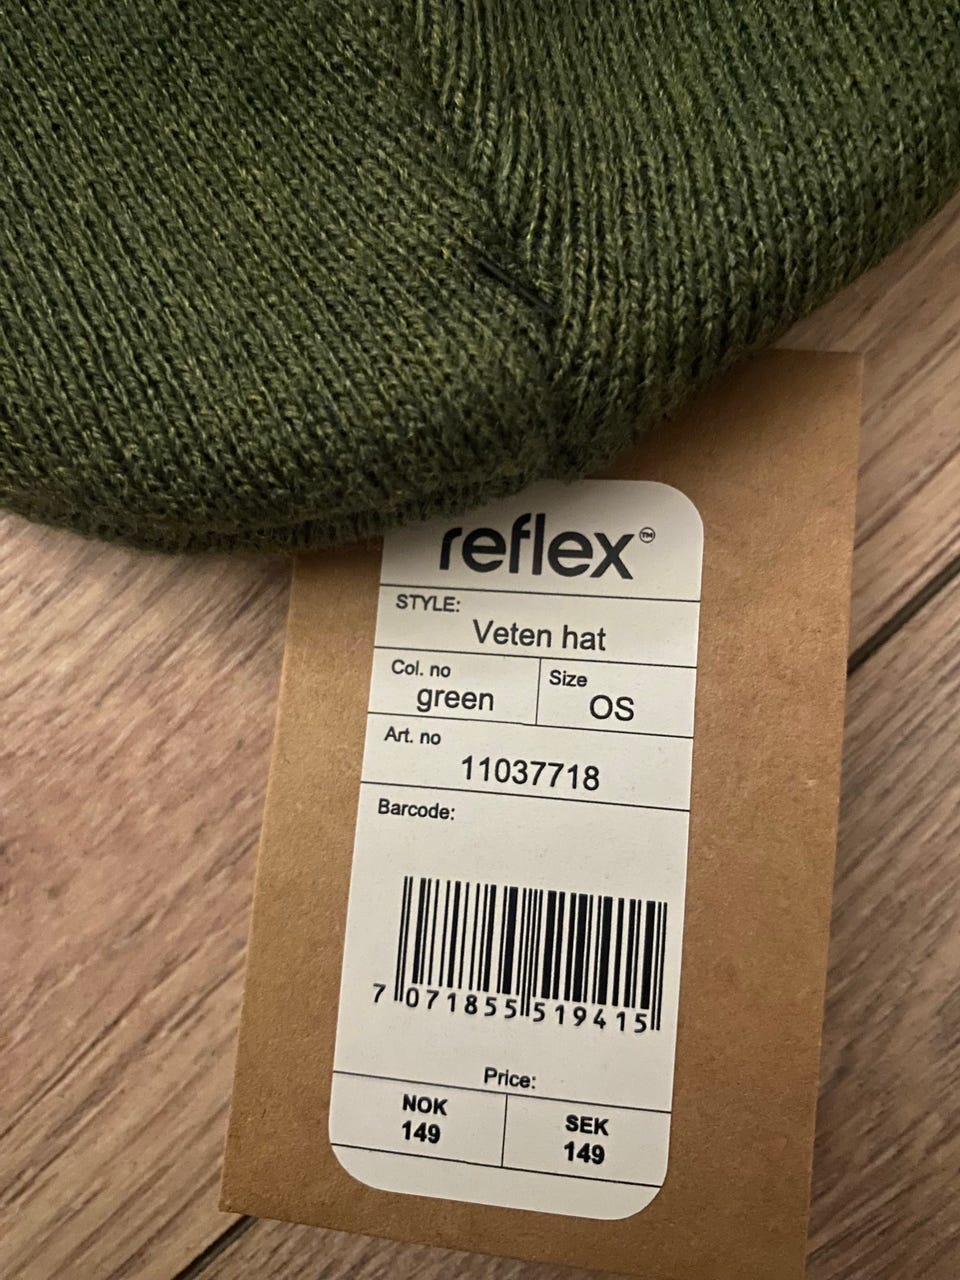 reflex™
STYLE:
Veten hat
Col. no
green
Size
OS
Art. no
11037718
Barcode:
7 071855 519415
Price:
NOK
149
SEK
149